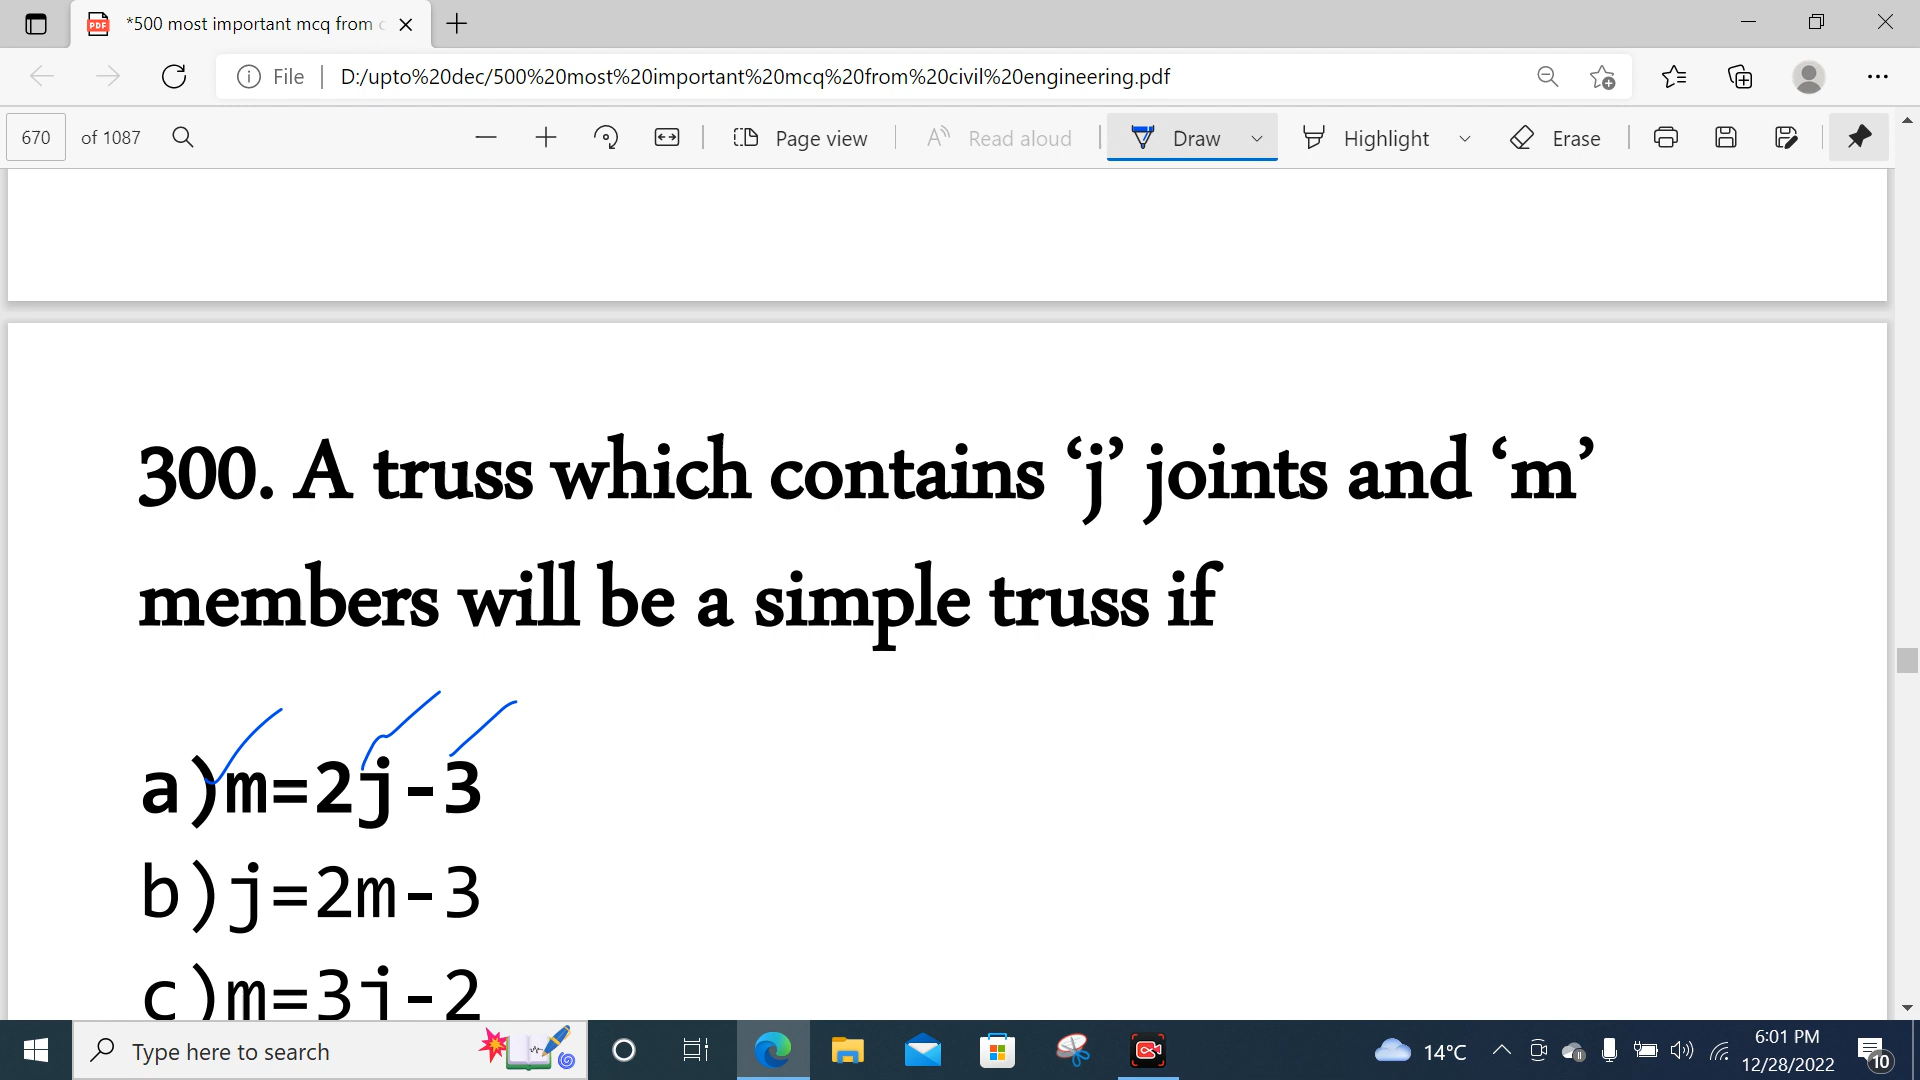 *500 most important mcq from c
File
D:/upto%20dec/500%20most%20important%20mcq%20from%20civil%20engineering.pdf
670 of 1087
Page view
Read aloud
Draw
Highlight
Erase
300. A truss which contains ‘j’ joints and ‘m’
members will be a simple truss if
a)m=2j-3
b)j=2m-3
c)m=3j-2
Type here to search
14°C
6:01 PM
12/28/2022
10